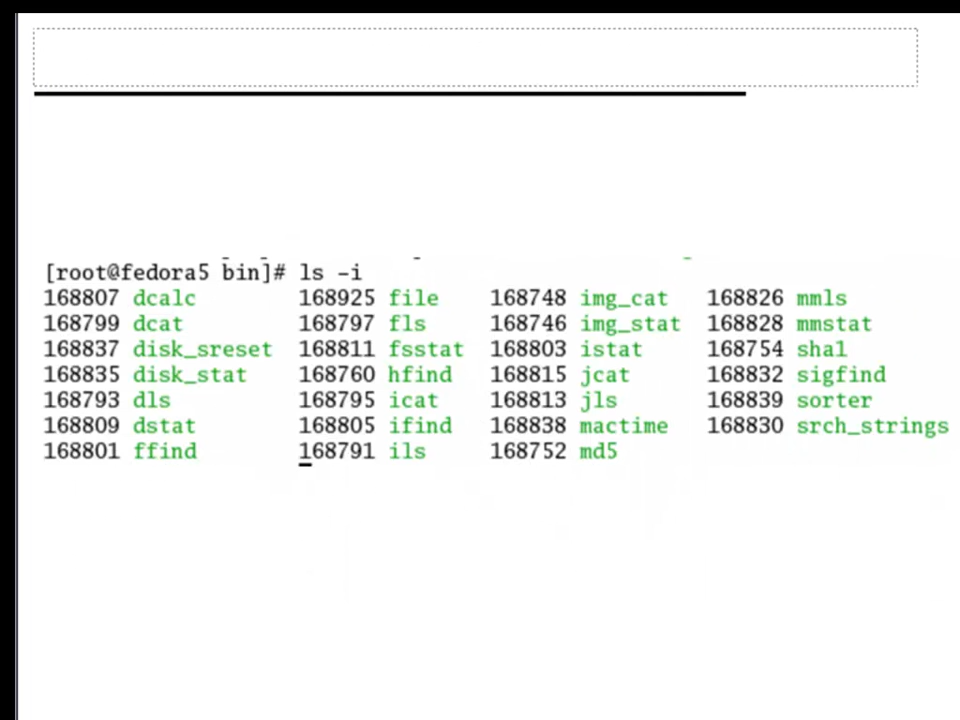 [root@fedora5 bin]# ls -i
168807 dcalc 168925 file 168748 img_cat 168826 mmls
168799 dcat 168797 fls 168746 img_stat 168828 mmstat
168837 disk_sreset 168811 fsstat 168803 istat 168754 sha1
168835 disk_stat 168760 hfind 168815 jcat 168832 sigfind
168793 dls 168795 icat 168813 jls 168839 sorter
168809 dstat 168805 ifind 168838 mactime 168830 srch_strings
168801 ffind 168791 ils 168752 md5